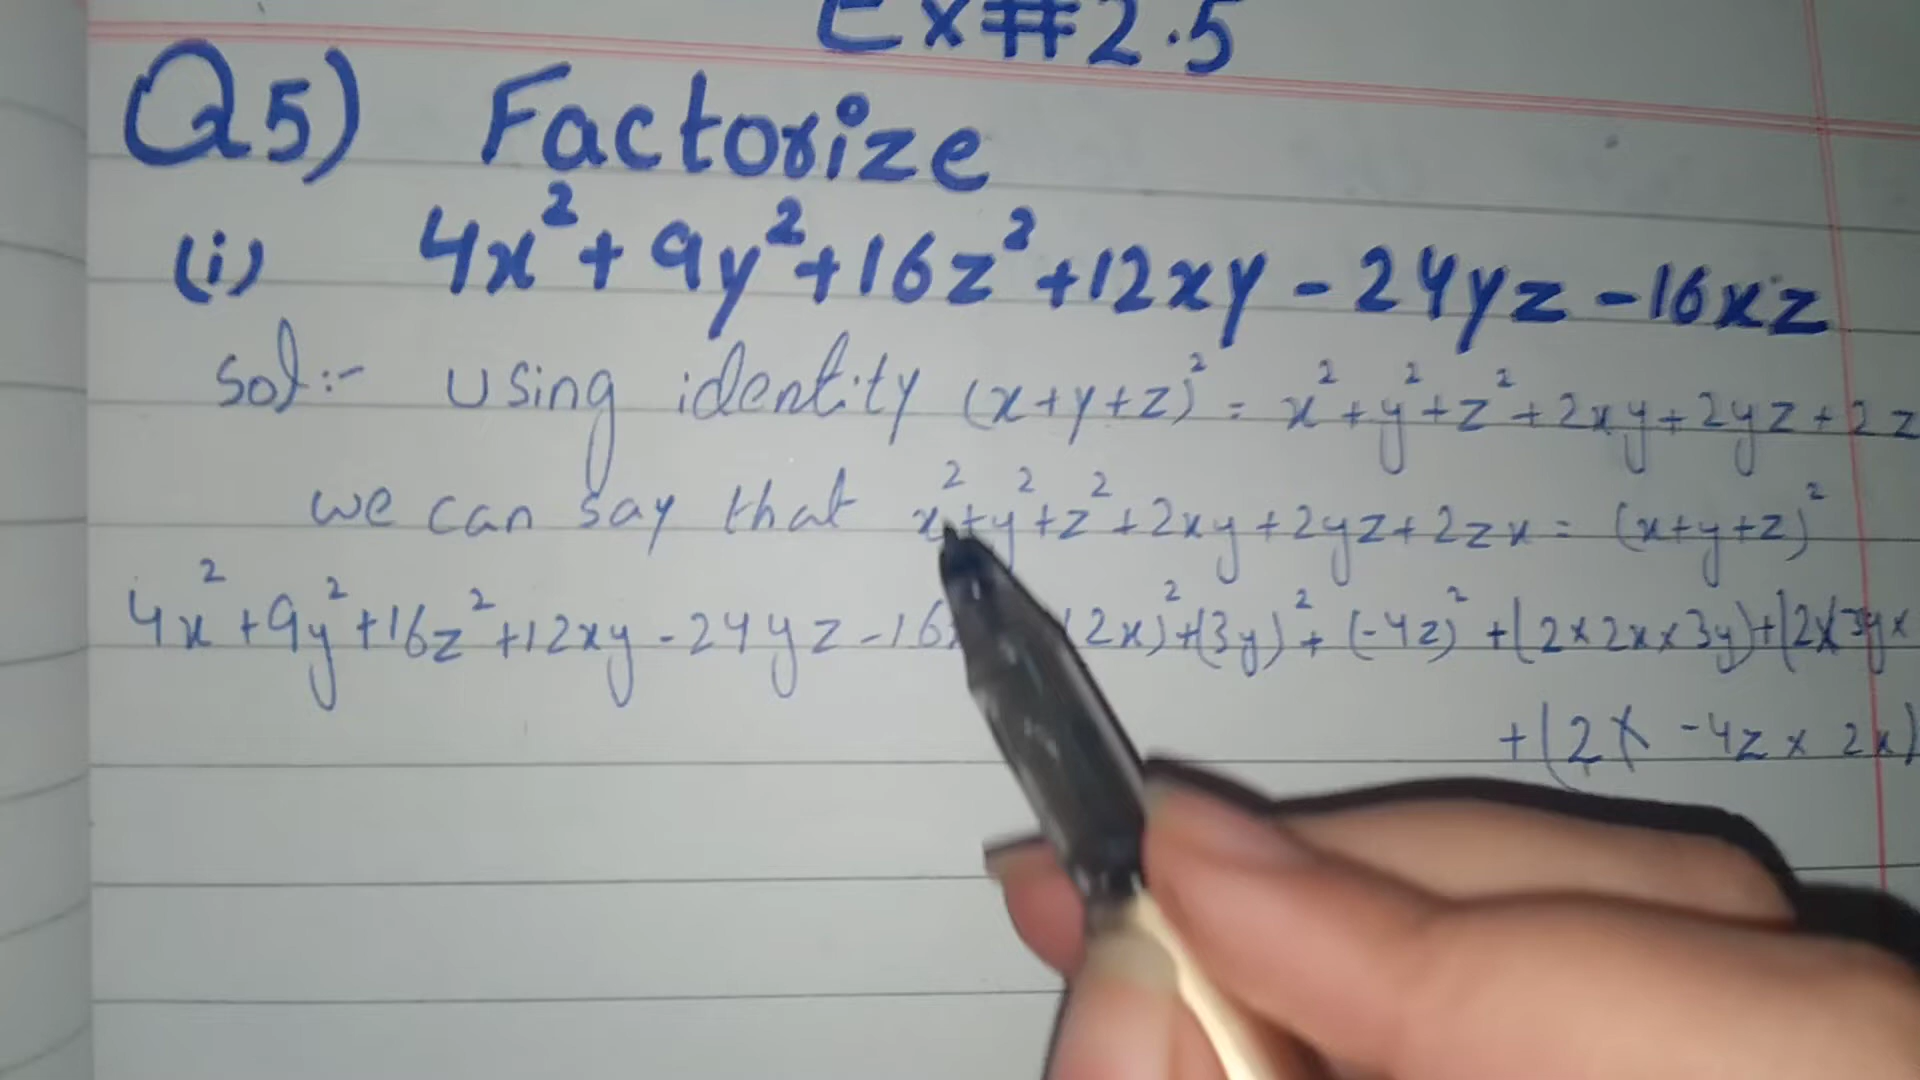 Ex#2.5
Q5) Factorize
(i) 4x²+9y²+16z²+12xy-24yz-16xz
Sol:- Using identity (x+y+z)² = x²+y²+z²+2xy+2yz+2z
we can say that x²+y²+z²+2xy+2yz+2zx = (x+y+z)²
4x²+9y²+16z²+12xy-24yz-16 (2x)²+(3y)²+(-4z)²+(2×2x×3y)+(2×3y×
+(2× -4z × 2x)